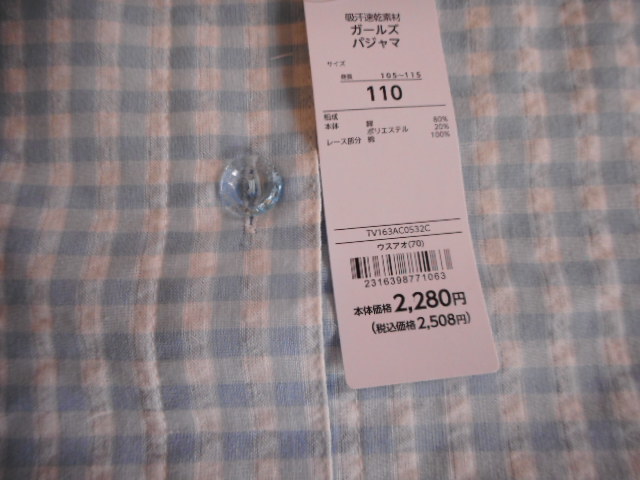 吸汗速乾素材
ガールズ
パジャマ
サイズ
身長 105～115
110
組成
本体 綿 80%
ポリエステル 20%
レース部分 綿 100%
TV163AC0532C
ウスアオ(70)
2316398771063
本体価格2,280円
(税込価格2,508円)